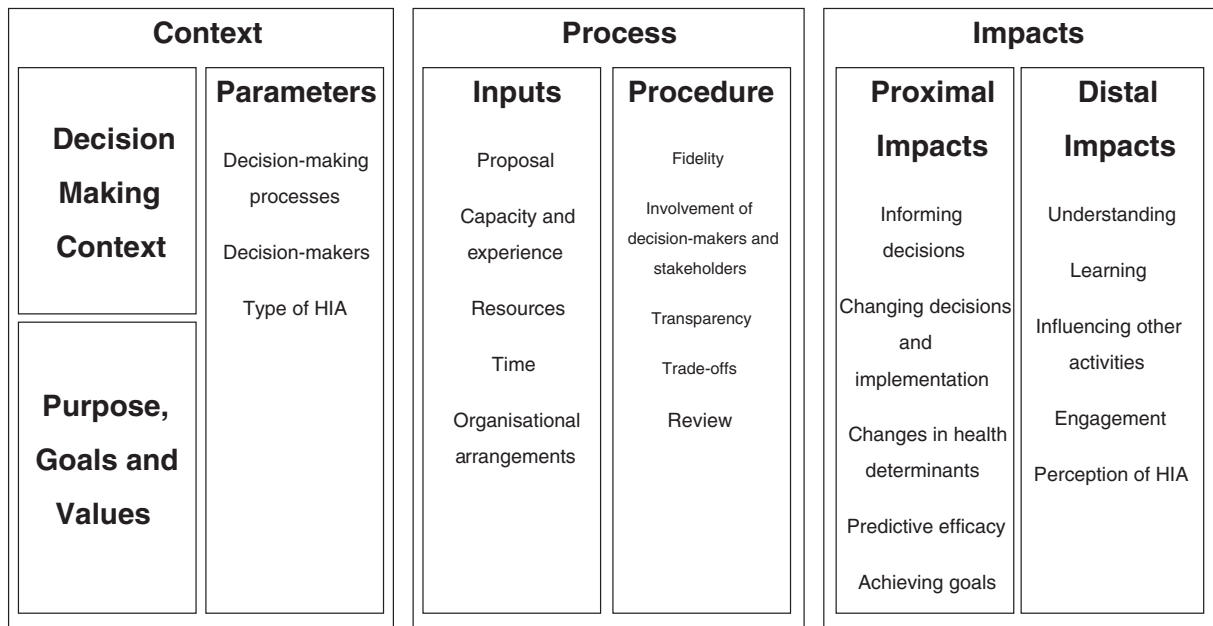 Context
Decision
Making
Context
Purpose,
Goals and
Values
Parameters
Decision-making
processes
Decision-makers
Type of HIA
Process
Inputs
Proposal
Capacity and
experience
Resources
Time
Organisational
arrangements
Procedure
Fidelity
Involvement of
decision-makers and
stakeholders
Transparency
Trade-offs
Review
Impacts
Proximal
Impacts
Informing
decisions
Changing decisions
and
implementation
Changes in health
determinants
Predictive efficacy
Achieving goals
Distal
Impacts
Understanding
Learning
Influencing other
activities
Engagement
Perception of HIA